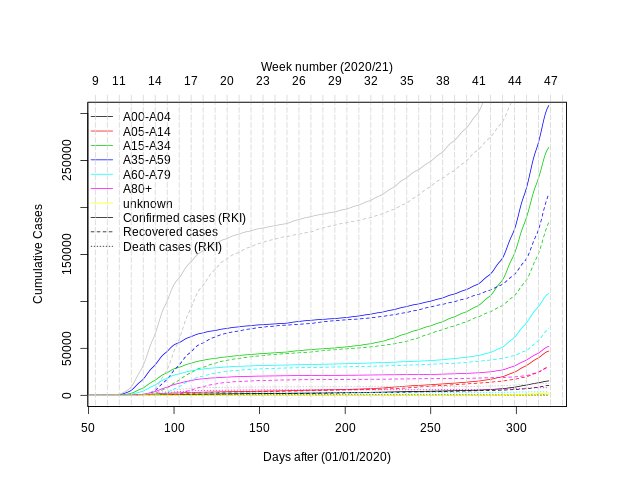 Week number (2020/21)
9 11 14 17 20 23 26 29 32 35 38 41 44 47
A00-A04
A05-A14
A15-A34
A35-A59
A60-A79
A80+
unknown
Confirmed cases (RKI)
Recovered cases
Death cases (RKI)
Cumulative Cases
0 50000 150000 250000
50 100 150 200 250 300
Days after (01/01/2020)